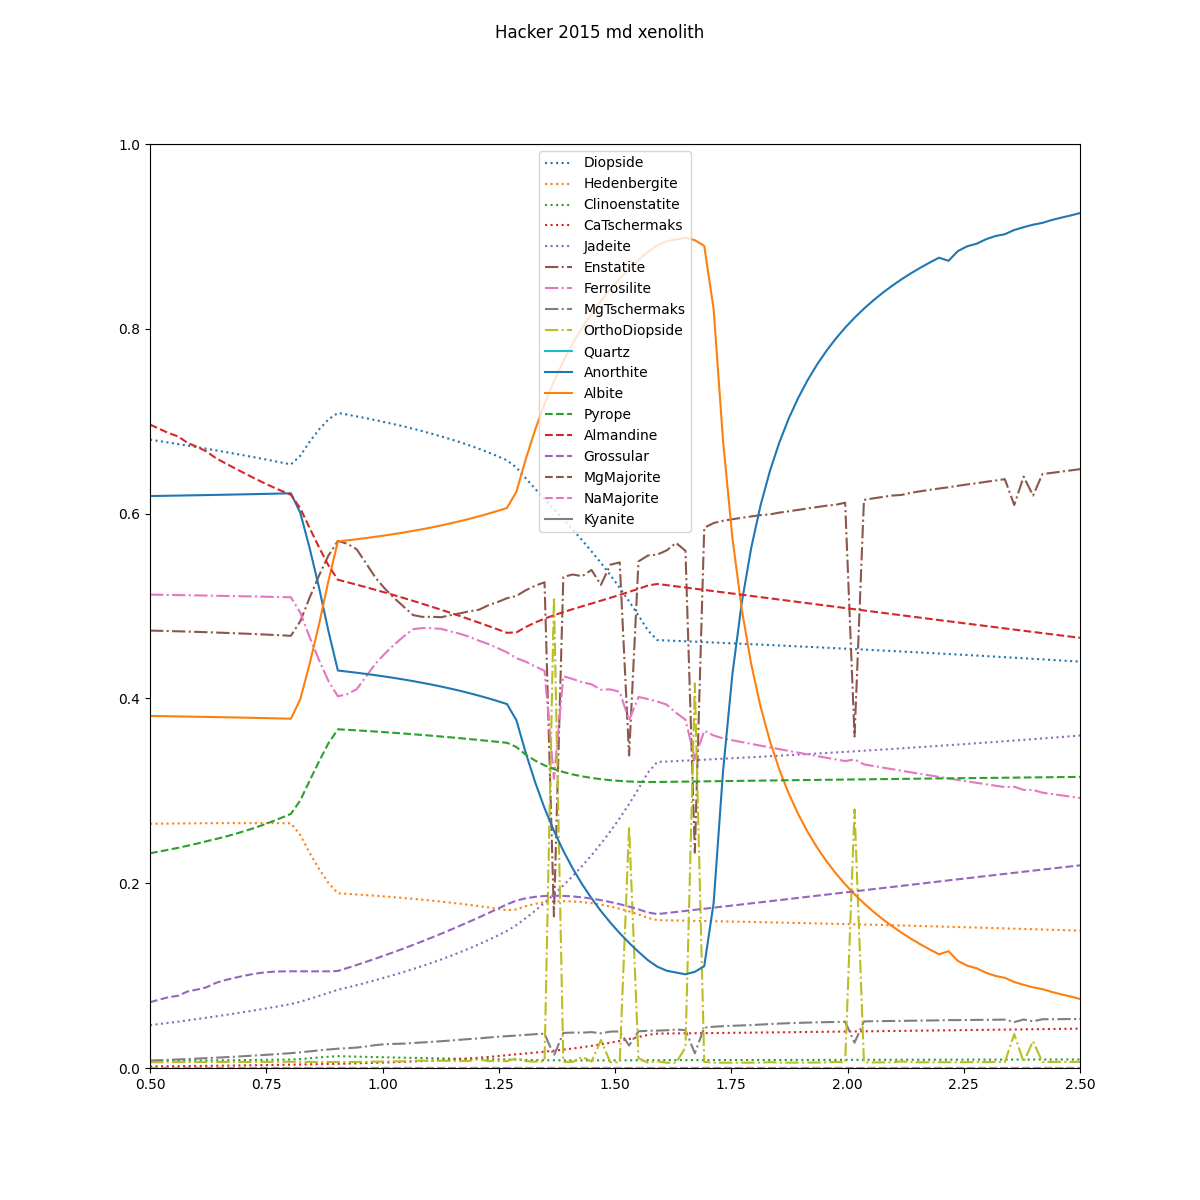 Hacker 2015 md xenolith
1.0
0.8
0.6
0.4
0.2
0.0
Diopside
Hedenbergite
Clinoenstatite
CaTschermaks
Jadeite
Enstatite
Ferrosilite
MgTschermaks
OrthoDiopside
Quartz
Anorthite
Albite
Pyrope
Almandine
Grossular
MgMajorite
NaMajorite
Kyanite
0.50 0.75 1.00 1.25 1.50 1.75 2.00 2.25 2.50